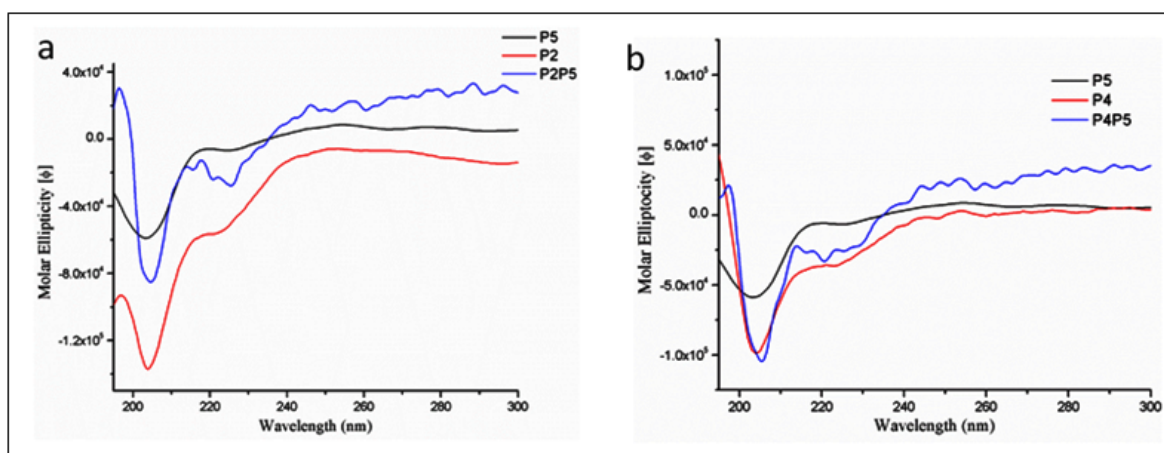 a
P5
P2
P2P5
4.0x10⁴
0.0
-4.0x10⁴
-8.0x10⁴
-1.2x10⁵
Molar Ellipticity [ϕ]
200 220 240 260 280 300
Wavelength (nm)
b
P5
P4
P4P5
1.0x10⁵
5.0x10⁴
0.0
-5.0x10⁴
-1.0x10⁵
Molar Elliptocity [ϕ]
200 220 240 260 280 300
Wavelength (nm)